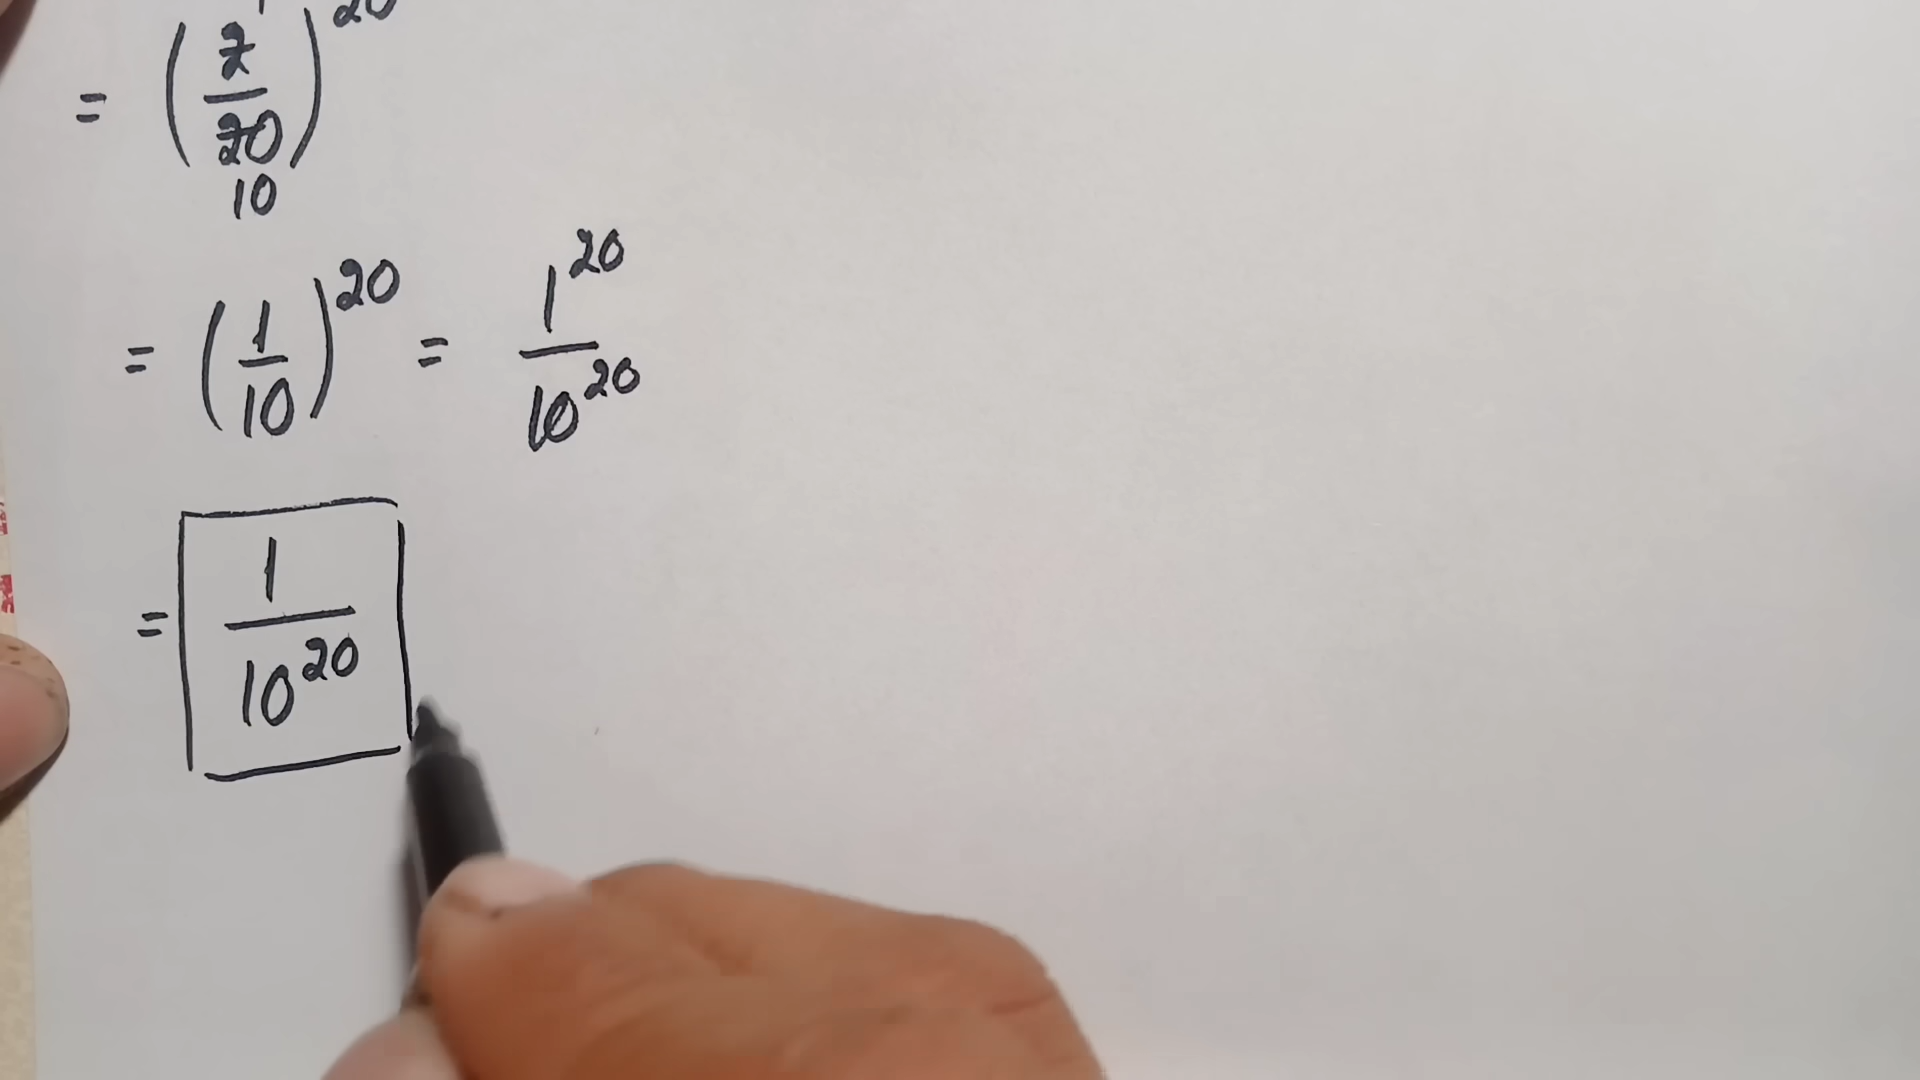 = (2/20)^20
10
= (1/10)^20 = 1^20/10^20
= 1/10^20